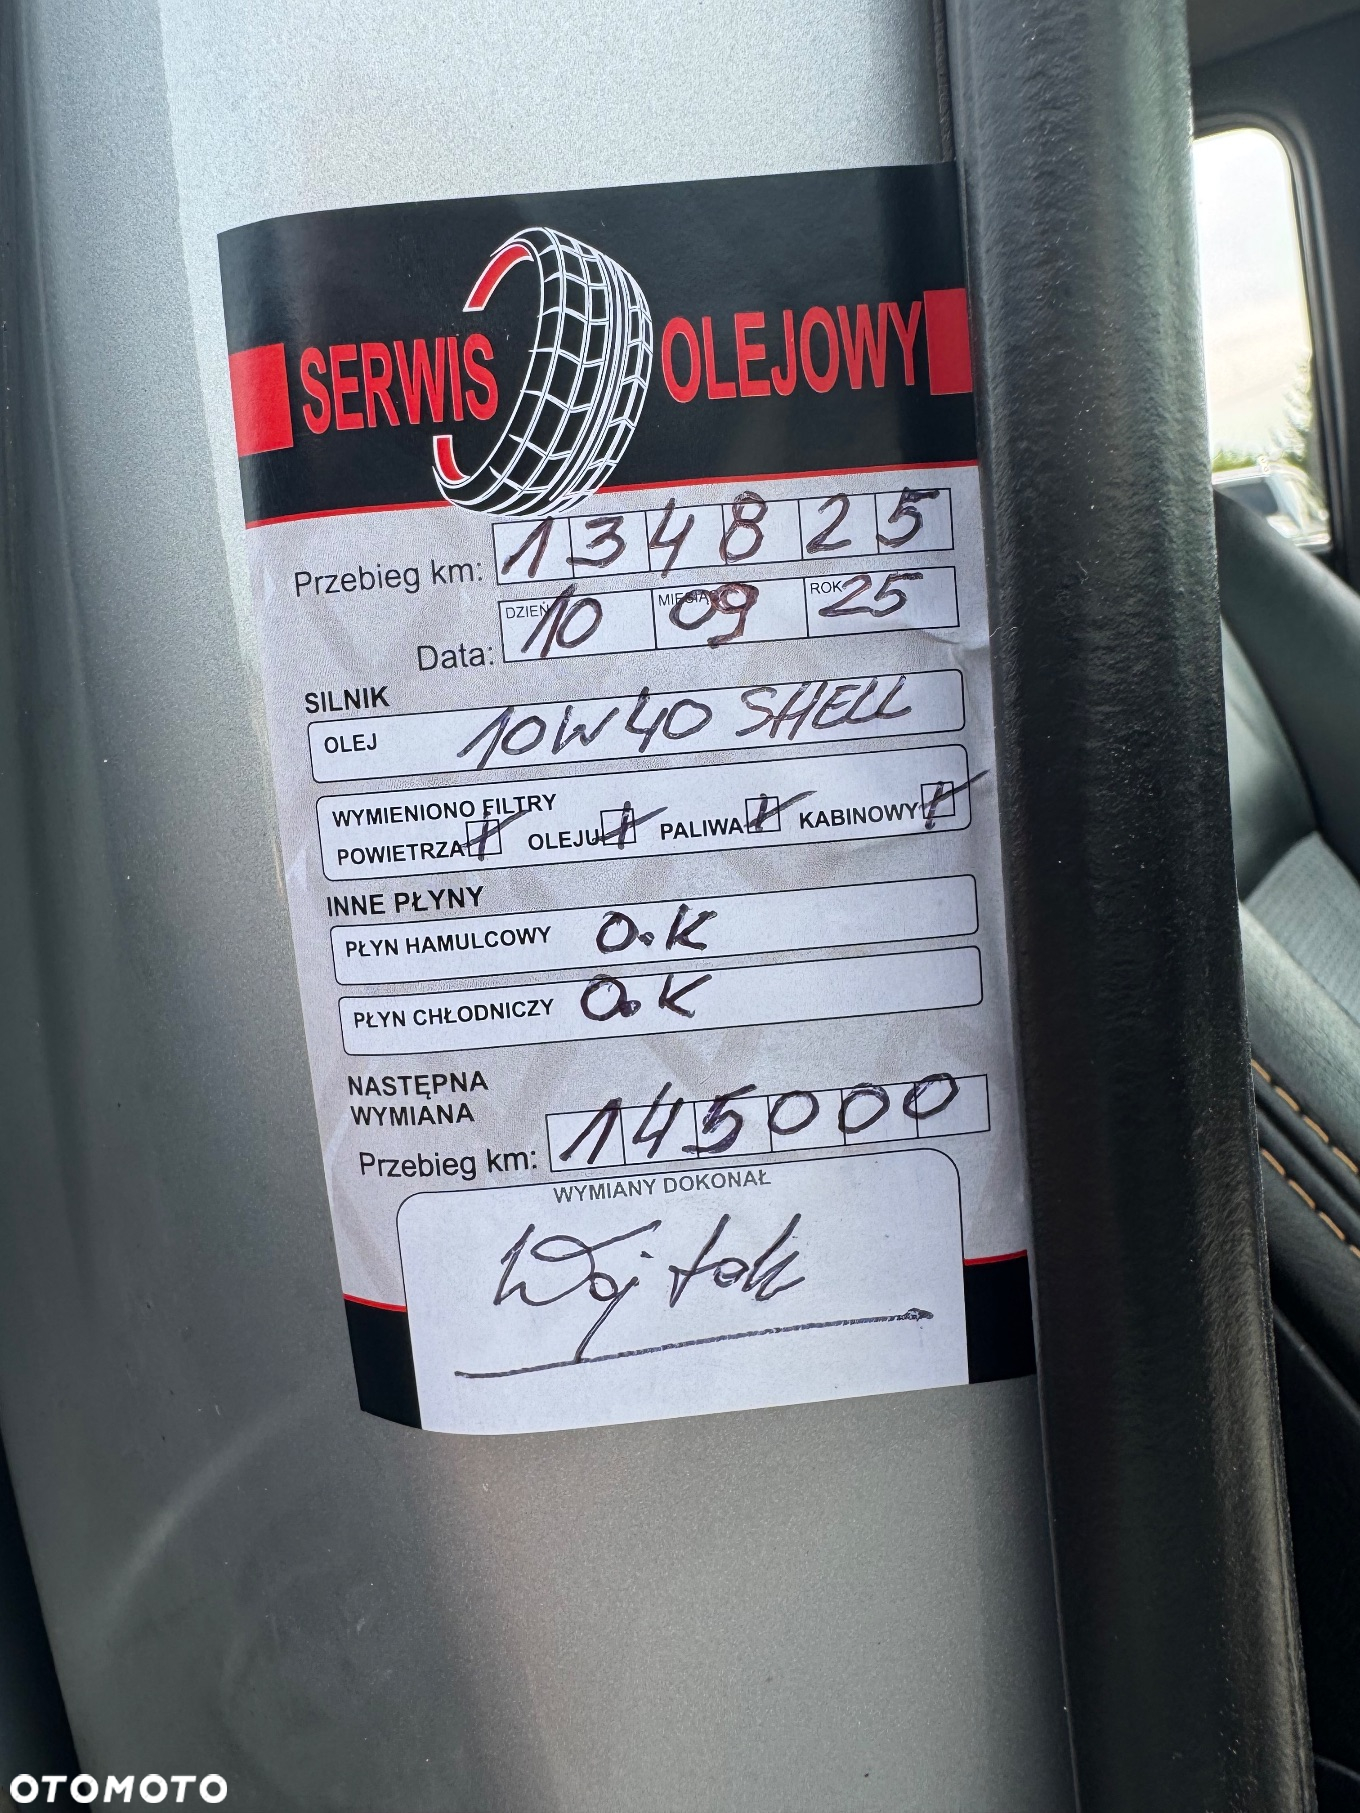 SERWIS OLEJOWY
Przebieg km: 134825
DZIEŃ MIESIĄC ROK
Data: 10 09 25
SILNIK
OLEJ 10W40 SHELL
WYMIENIONO FILTRY
POWIETRZA OLEJU PALIWA KABINOWY
INNE PŁYNY
PŁYN HAMULCOWY O.K
PŁYN CHŁODNICZY O.K
NASTĘPNA
WYMIANA
Przebieg km: 145000
WYMIANY DOKONAŁ
Wojtek
OTOMOTO